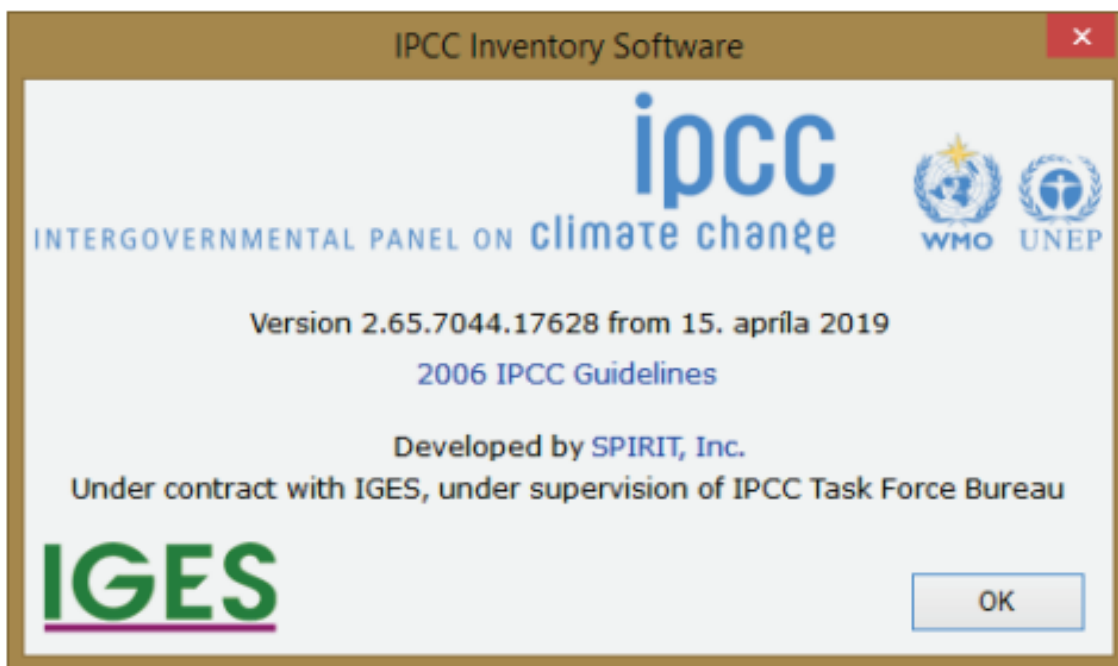 IPCC Inventory Software
ipcc
INTERGOVERNMENTAL PANEL ON climate change
WMO UNEP
Version 2.65.7044.17628 from 15. apríla 2019
2006 IPCC Guidelines
Developed by SPIRIT, Inc.
Under contract with IGES, under supervision of IPCC Task Force Bureau
IGES
OK